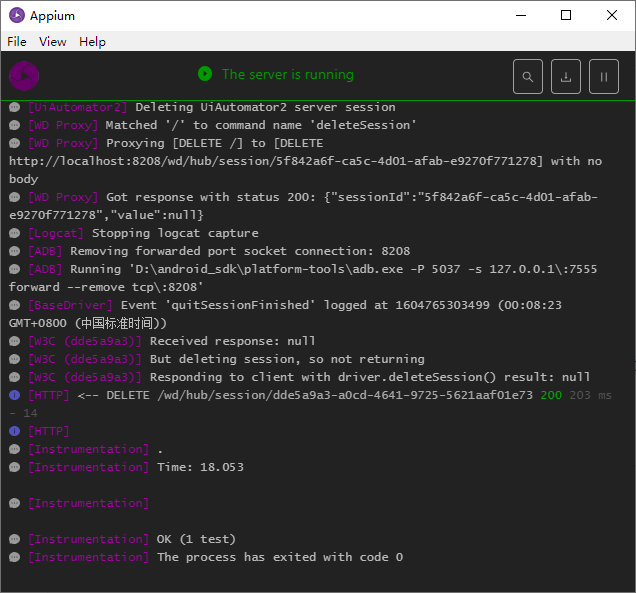 Appium
File View Help
The server is running
[UiAutomator2] Deleting UiAutomator2 server session
[WD Proxy] Matched '/' to command name 'deleteSession'
[WD Proxy] Proxying [DELETE /] to [DELETE
http://localhost:8208/wd/hub/session/5f842a6f-ca5c-4d01-afab-e9270f771278] with no
body
[WD Proxy] Got response with status 200: {"sessionId":"5f842a6f-ca5c-4d01-afab-
e9270f771278","value":null}
[Logcat] Stopping logcat capture
[ADB] Removing forwarded port socket connection: 8208
[ADB] Running 'D:\android_sdk\platform-tools\adb.exe -P 5037 -s 127.0.0.1\:7555
forward --remove tcp\:8208'
[BaseDriver] Event 'quitSessionFinished' logged at 1604765303499 (00:08:23
GMT+0800 (中国标准时间))
[W3C (dde5a9a3)] Received response: null
[W3C (dde5a9a3)] But deleting session, so not returning
[W3C (dde5a9a3)] Responding to client with driver.deleteSession() result: null
[HTTP] <-- DELETE /wd/hub/session/dde5a9a3-a0cd-4641-9725-5621aaf01e73 200 203 ms
- 14
[HTTP]
[Instrumentation] .
[Instrumentation] Time: 18.053
[Instrumentation]
[Instrumentation] OK (1 test)
[Instrumentation] The process has exited with code 0